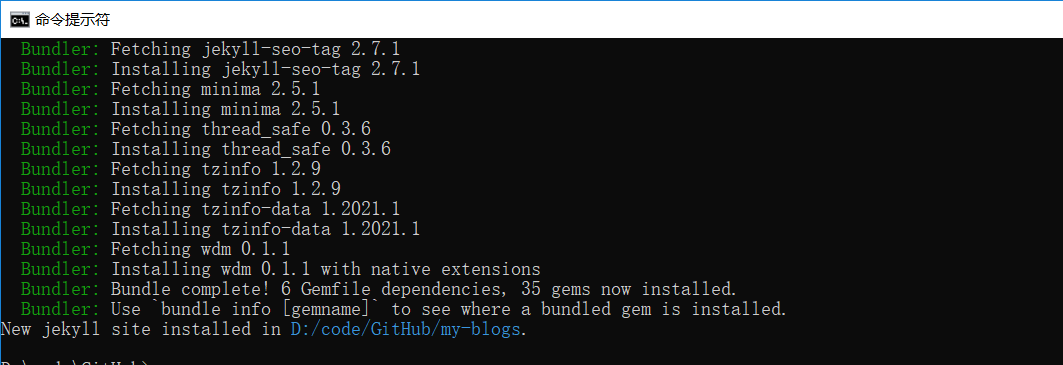 命令提示符
Bundler: Fetching jekyll-seo-tag 2.7.1
Bundler: Installing jekyll-seo-tag 2.7.1
Bundler: Fetching minima 2.5.1
Bundler: Installing minima 2.5.1
Bundler: Fetching thread_safe 0.3.6
Bundler: Installing thread_safe 0.3.6
Bundler: Fetching tzinfo 1.2.9
Bundler: Installing tzinfo 1.2.9
Bundler: Fetching tzinfo-data 1.2021.1
Bundler: Installing tzinfo-data 1.2021.1
Bundler: Fetching wdm 0.1.1
Bundler: Installing wdm 0.1.1 with native extensions
Bundler: Bundle complete! 6 Gemfile dependencies, 35 gems now installed.
Bundler: Use `bundle info [gemname]` to see where a bundled gem is installed.
New jekyll site installed in D:/code/GitHub/my-blogs.